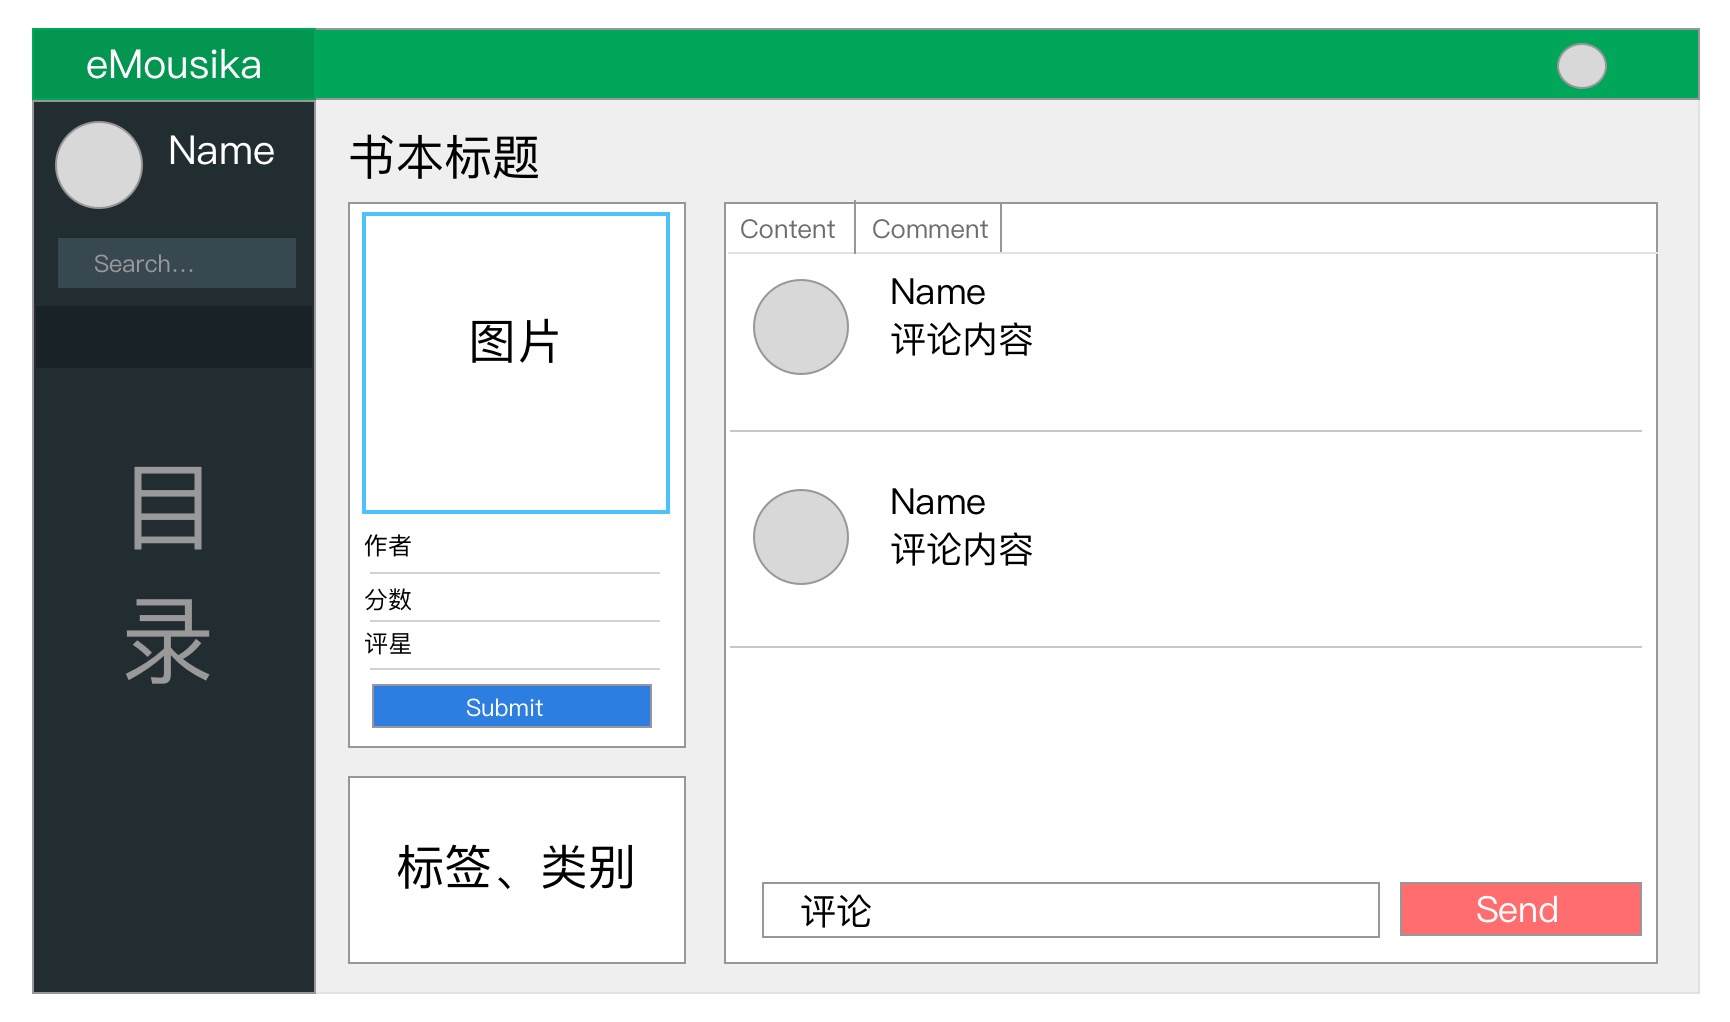 eMousika
Name
Search...
目
录
书本标题
图片
作者
分数
评星
Submit
标签、类别
Content
Comment
Name
评论内容
Name
评论内容
评论
Send